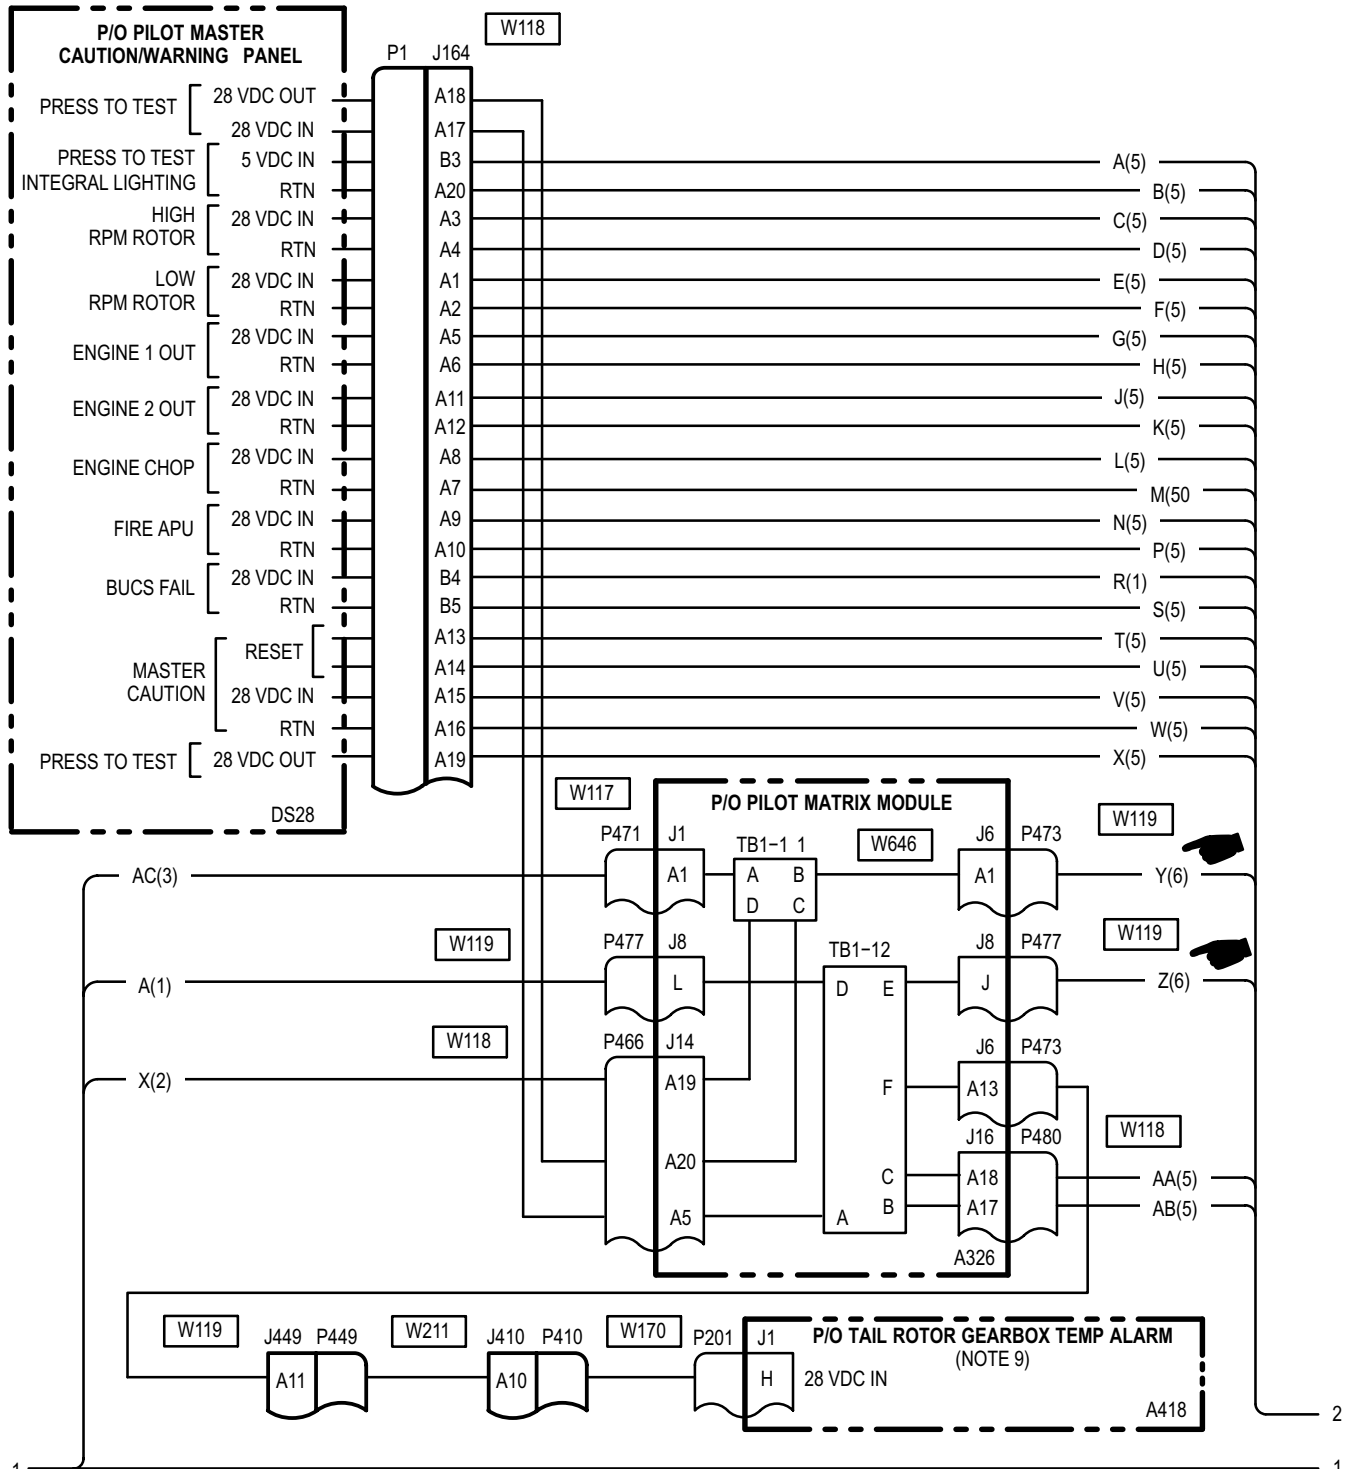 P/O PILOT MASTER
CAUTION/WARNING PANEL
W118
P1 J164
PRESS TO TEST 28 VDC OUT A18
28 VDC IN A17
PRESS TO TEST 5 VDC IN B3 A(5)
INTEGRAL LIGHTING RTN A20 B(5)
HIGH 28 VDC IN A3 C(5)
RPM ROTOR RTN A4 D(5)
LOW 28 VDC IN A1 E(5)
RPM ROTOR RTN A2 F(5)
ENGINE 1 OUT 28 VDC IN A5 G(5)
RTN A6 H(5)
ENGINE 2 OUT 28 VDC IN A11 J(5)
RTN A12 K(5)
ENGINE CHOP 28 VDC IN A8 L(5)
RTN A7 M(50
FIRE APU 28 VDC IN A9 N(5)
RTN A10 P(5)
BUCS FAIL 28 VDC IN B4 R(1)
RTN B5 S(5)
RESET A13 T(5)
MASTER A14 U(5)
CAUTION 28 VDC IN A15 V(5)
RTN A16 W(5)
PRESS TO TEST 28 VDC OUT A19 X(5)
DS28
W117
P/O PILOT MATRIX MODULE
W119
P471 J1 TB1−1 1 W646 J6 P473
AC(3) A1 A B A1 Y(6)
D C
W119 P477 J8 TB1−12 J8 P477 W119
A(1) L D E J Z(6)
W118 P466 J14 J6 P473
X(2) A19 F A13
J16 P480 W118
A20 C A18 AA(5)
A5 A B A17 AB(5)
A326
W119 J449 P449 W211 J410 P410 W170 P201 J1
P/O TAIL ROTOR GEARBOX TEMP ALARM
(NOTE 9)
A11 A10 H 28 VDC IN
A418
2
1 1